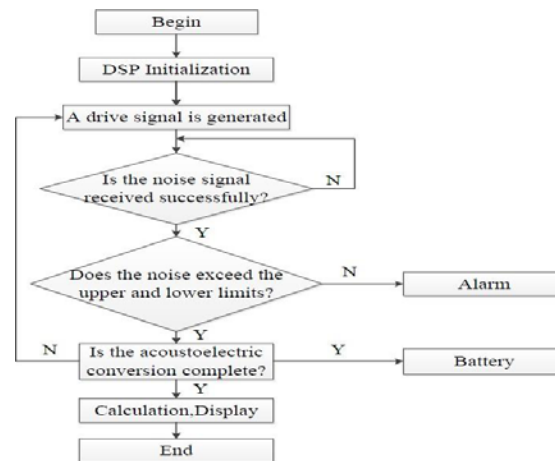 Begin
DSP Initialization
A drive signal is generated
Is the noise signal
received successfully?
N
Y
Does the noise exceed the
upper and lower limits?
N
Alarm
Y
N
Is the acoustoelectric
conversion complete?
Y
Battery
Y
Calculation,Display
End